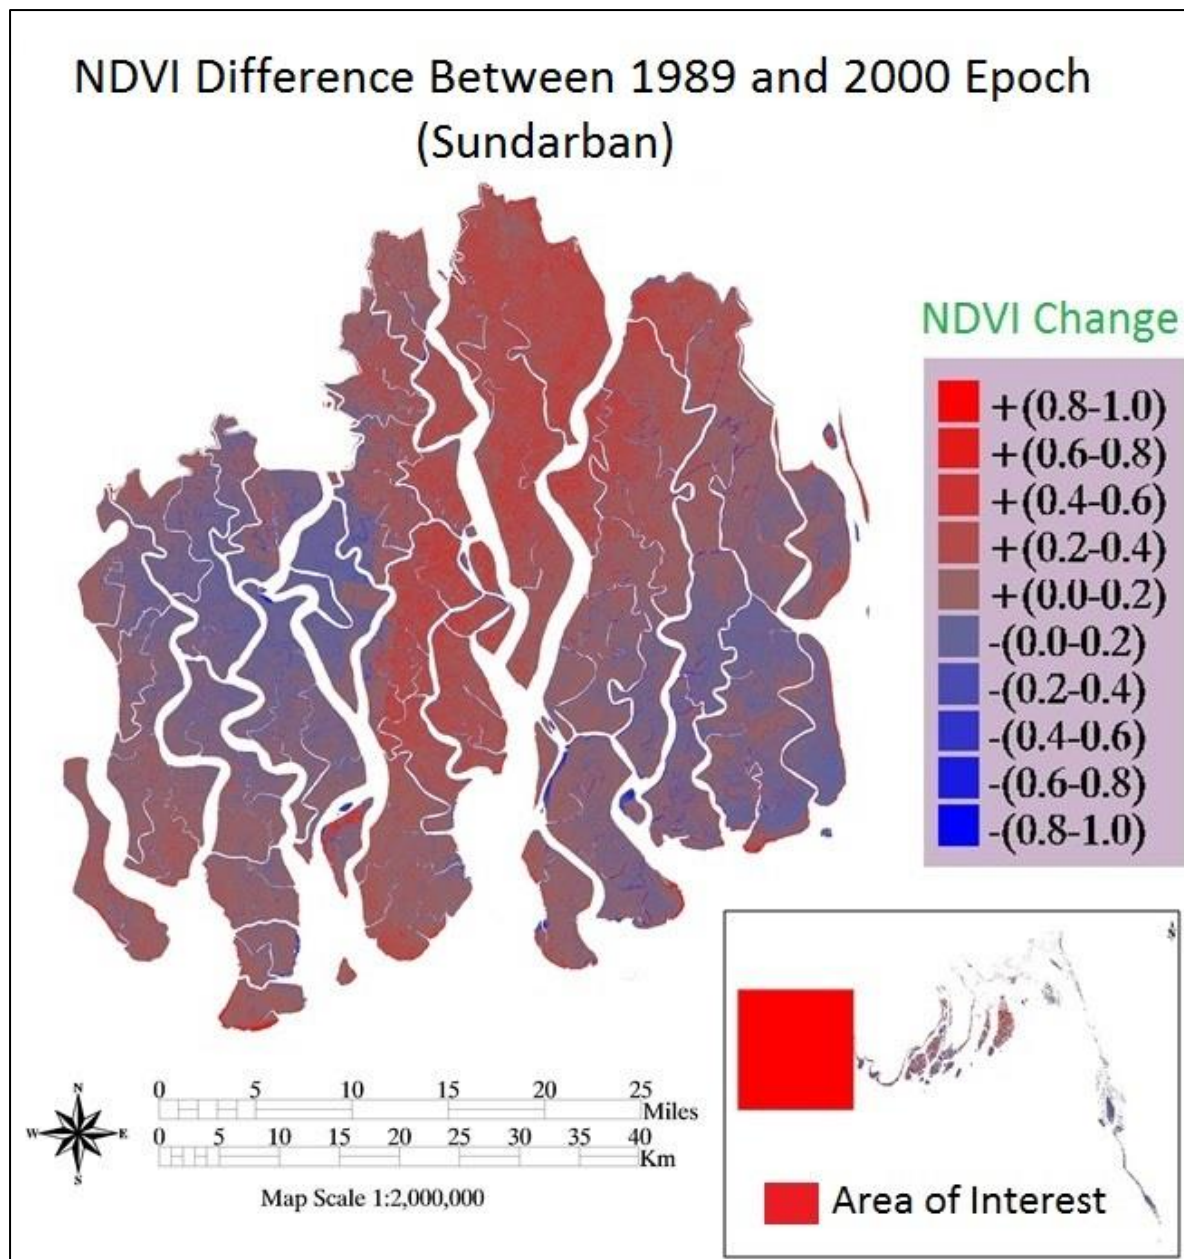 NDVI Difference Between 1989 and 2000 Epoch
(Sundarban)
NDVI Change
+(0.8-1.0)
+(0.6-0.8)
+(0.4-0.6)
+(0.2-0.4)
+(0.0-0.2)
-(0.0-0.2)
-(0.2-0.4)
-(0.4-0.6)
-(0.6-0.8)
-(0.8-1.0)
N
W E
S
0 5 10 15 20 25
Miles
0 5 10 15 20 25 30 35 40
Km
Map Scale 1:2,000,000
Area of Interest